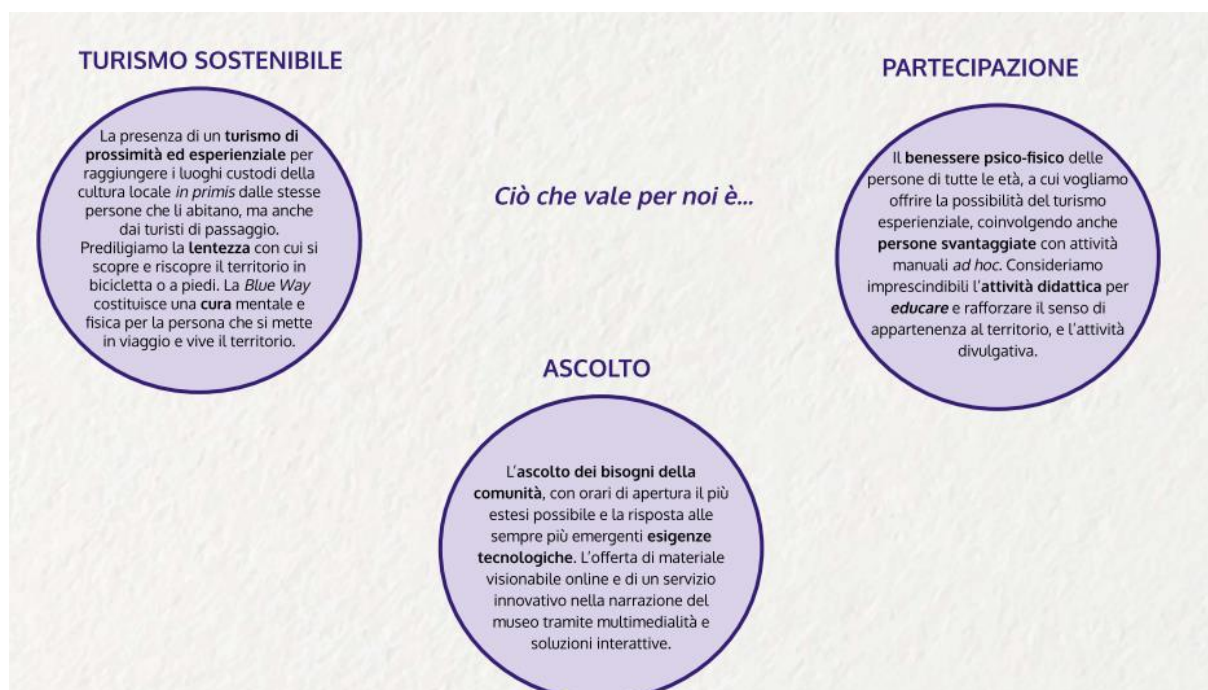 TURISMO SOSTENIBILE
La presenza di un turismo di
prossimità ed esperienziale per
raggiungere i luoghi custodi della
cultura locale in primis dalle stesse
persone che li abitano, ma anche
dai turisti di passaggio.
Prediligiamo la lentezza con cui si
scopre e riscopre il territorio in
bicicletta o a piedi. La Blue Way
costituisce una cura mentale e
fisica per la persona che si mette
in viaggio e vive il territorio.
Ciò che vale per noi è...
PARTECIPAZIONE
Il benessere psico-fisico delle
persone di tutte le età, a cui vogliamo
offrire la possibilità del turismo
esperienziale, coinvolgendo anche
persone svantaggiate con attività
manuali ad hoc. Consideriamo
imprescindibili l'attività didattica per
educare e rafforzare il senso di
appartenenza al territorio, e l'attività
divulgativa.
ASCOLTO
L'ascolto dei bisogni della
comunità, con orari di apertura il più
estesi possibile e la risposta alle
sempre più emergenti esigenze
tecnologiche. L'offerta di materiale
visionabile online e di un servizio
innovativo nella narrazione del
museo tramite multimedialità e
soluzioni interattive.